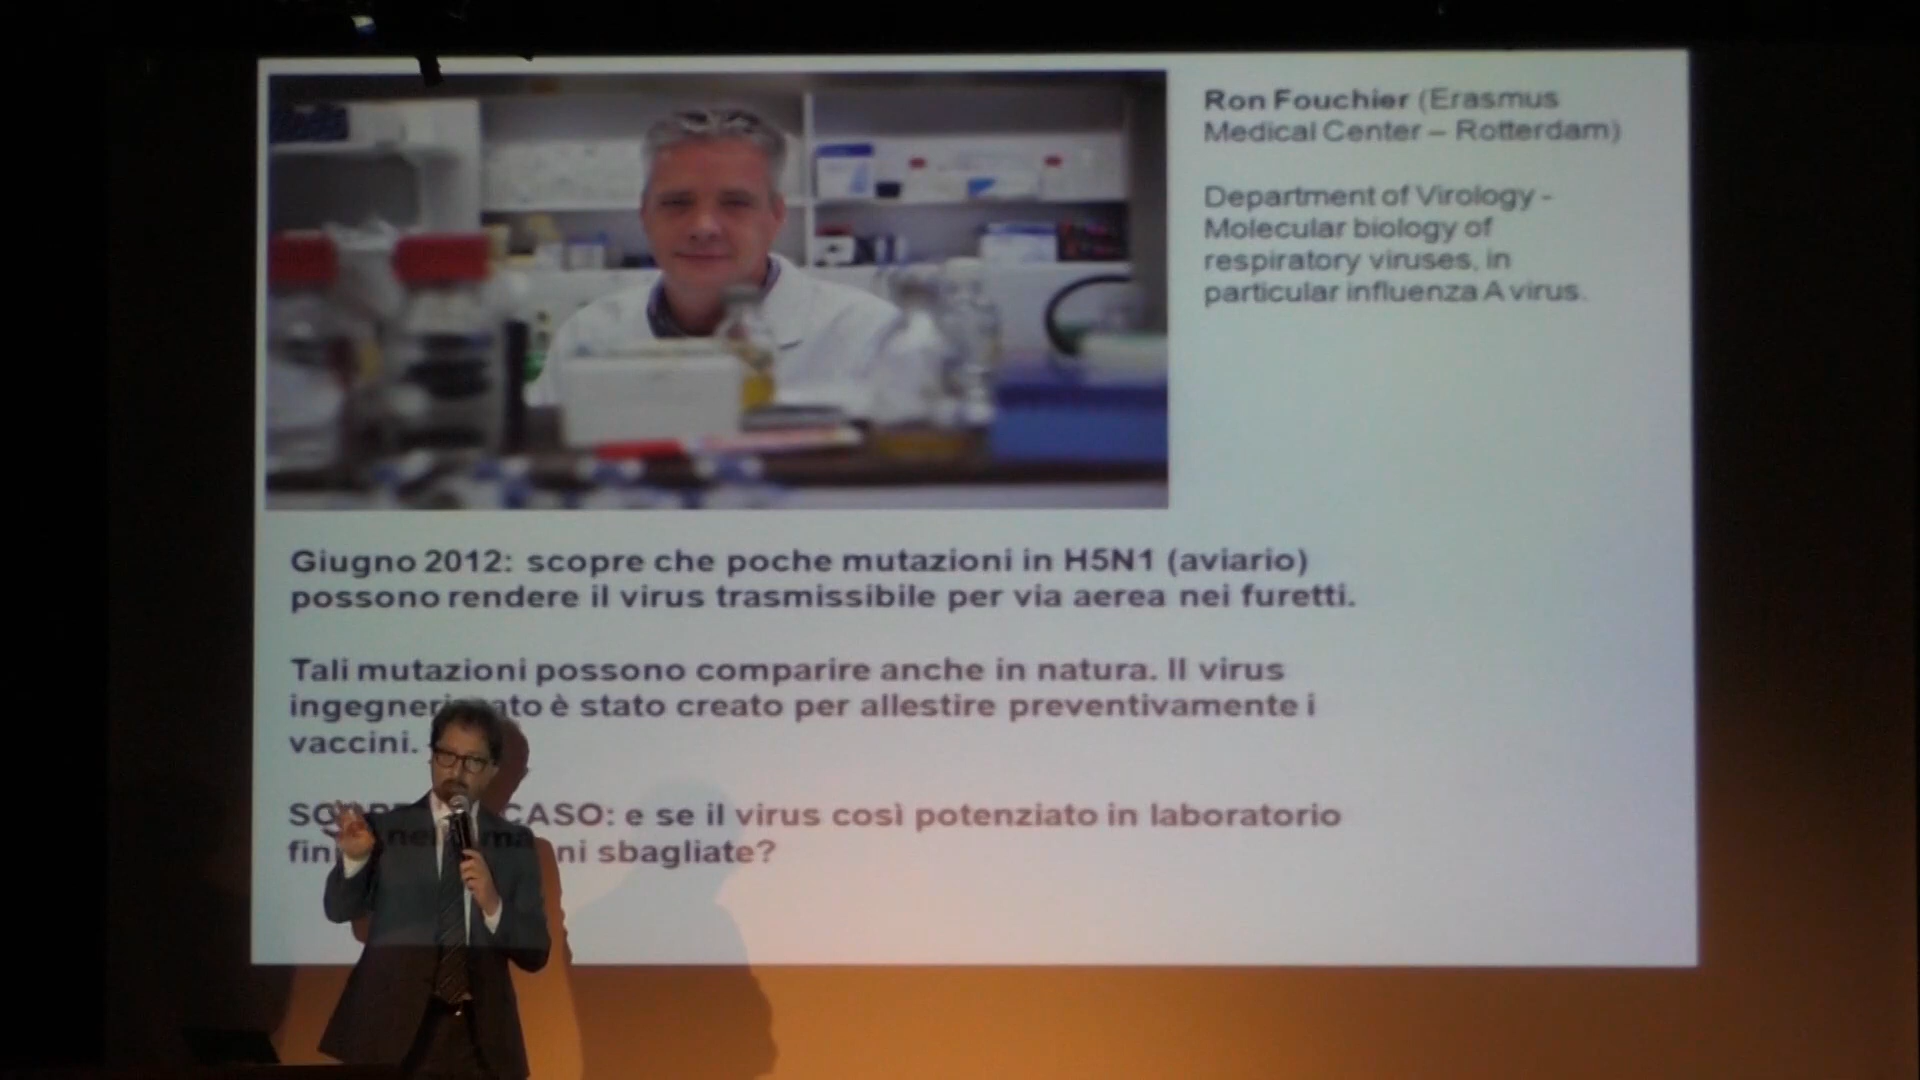 Ron Fouchier (Erasmus
Medical Center – Rotterdam)
Department of Virology -
Molecular biology of
respiratory viruses, in
particular influenza A virus.
Giugno 2012: scopre che poche mutazioni in H5N1 (aviario)
possono rendere il virus trasmissibile per via aerea nei furetti.
Tali mutazioni possono comparire anche in natura. Il virus
è stato creato per allestire preventivamente i
vaccini.
CASO: e se il virus così potenziato in laboratorio
sbagliate?